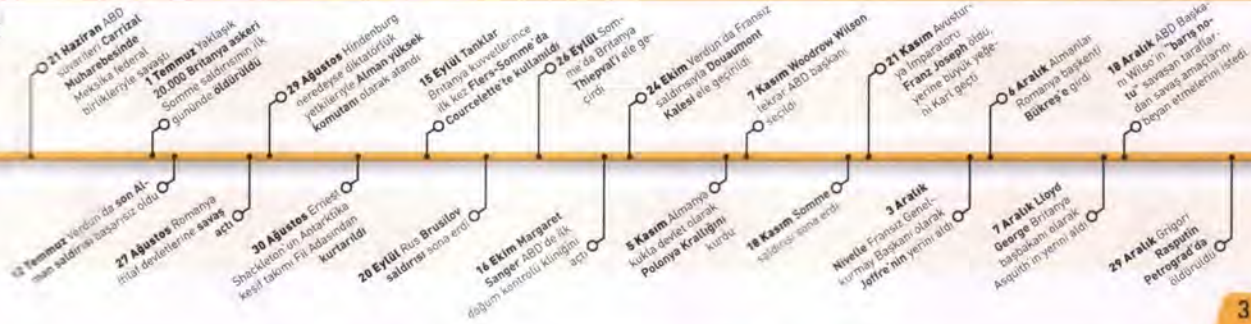 21 Haziran ABD
süvarileri Carrizal
Muharebesinde
Meksika federal
birlikleriyle savaştı
1 Temmuz Yaklaşık
20.000 Britanya askeri
Somme saldırısının ilk
gününde öldürüldü
12 Temmuz Verdun'da son Al-
man saldırısı başarısız oldu
27 Ağustos Romanya
İttifak devletlerine savaş
açtı
29 Ağustos Hindenburg
neredeyse diktatörlük
yetkileriyle Alman yüksek
komutanı olarak atandı
30 Ağustos Ernest
Shackleton'un Antarktika
keşif takımı Fil Adasından
kurtarıldı
15 Eylül Tanklar
Britanya kuvvetlerince
ilk kez Flers-Somme'da
Courcelette'te kullanıldı
20 Eylül Rus Brusilov
saldırısı sona erdi
26 Eylül Som-
me'da Britanya
Thiepval'i ele ge-
çirdi
16 Ekim Margaret
Sanger ABD'de ilk
doğum kontrolü kliniğini
açtı
24 Ekim Verdun'da Fransız
saldırısıyla Douaumont
Kalesi ele geçirildi
5 Kasım Almanya
kukla devlet olarak
Polonya Krallığını
kurdu
7 Kasım Woodrow Wilson
tekrar ABD başkanı
seçildi
18 Kasım Somme
saldırısı sona erdi
21 Kasım Avustur-
ya İmparatoru
Franz Joseph öldü,
yerine büyük yeğe-
ni Karl geçti
3 Aralık
Nivelle Fransız Genel-
kurmay Başkanı olarak
Joffre'nin yerini aldı
6 Aralık Almanlar
Romanya başkenti
Bükreş'e girdi
7 Aralık Lloyd
George Britanya
başbakanı olarak
Asquith'in yerini aldı
18 Aralık ABD Başka-
nı Wilson'ın "barış no-
tu" savaşan taraflar-
dan savaş amaçlarını
beyan etmelerini istedi
29 Aralık Grigori
Rasputin
Petrograd'da
öldürüldü
3